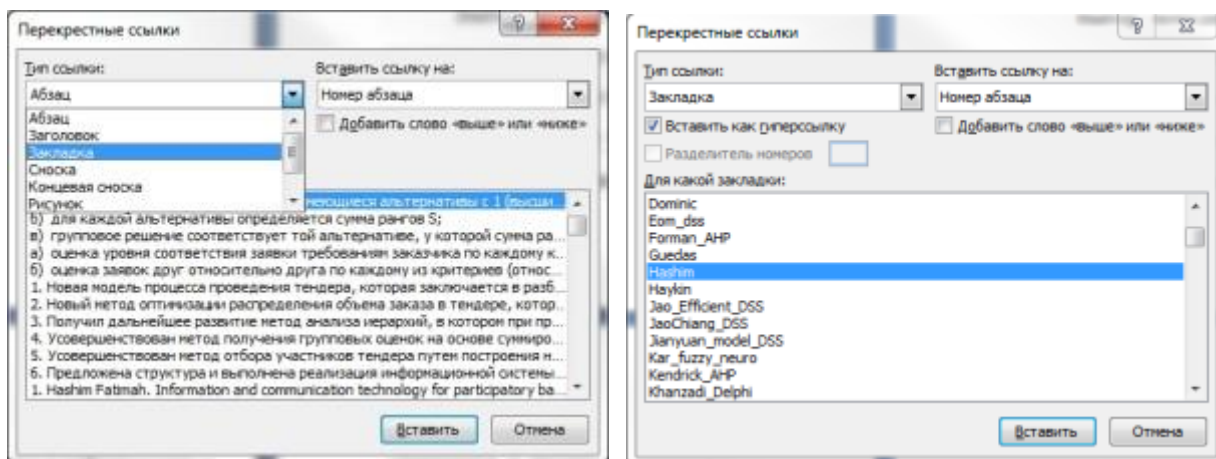 Перекрестные ссылки
Тип ссылки:
Вставить ссылку на:
Абзац
Номер абзаца
Абзац
Заголовок
Закладка
Сноска
Концевая сноска
Рисунок
Добавить слово «выше» или «ниже»
меющиеся альтернативы с 1 (высши
б) для каждой альтернативы определяется сумма рангов S;
в) групповое решение соответствует той альтернативе, у которой сумма ра...
а) оценка уровня соответствия заявки требованиям заказчика по каждому к...
б) оценка заявок друг относительно друга по каждому из критериев (относ...
1. Новая модель процесса проведения тендера, которая заключается в разб...
2. Новый метод оптимизации распределения объема заказа в тендере, котор...
3. Получил дальнейшее развитие метод анализа иерархий, в котором при пр...
4. Усовершенствован метод получения групповых оценок на основе суммиро...
5. Усовершенствован метод отбора участников тендера путем построения н...
6. Предложена структура и выполнена реализация информационной системы...
1. Hashim Fatimah. Information and communication technology for participatory ba...
Вставить
Отмена
Перекрестные ссылки
Тип ссылки:
Вставить ссылку на:
Закладка
Номер абзаца
Вставить как гиперссылку
Добавить слово «выше» или «ниже»
Разделитель номеров
Для какой закладки:
Dominic
Eom_dss
Forman_AHP
Guedas
Hashim
Haykin
Jao_Efficient_DSS
JaoChiang_DSS
Jianyuan_model_DSS
Kar_fuzzy_neuro
Kendrick_AHP
Khanzadi_Delphi
Вставить
Отмена